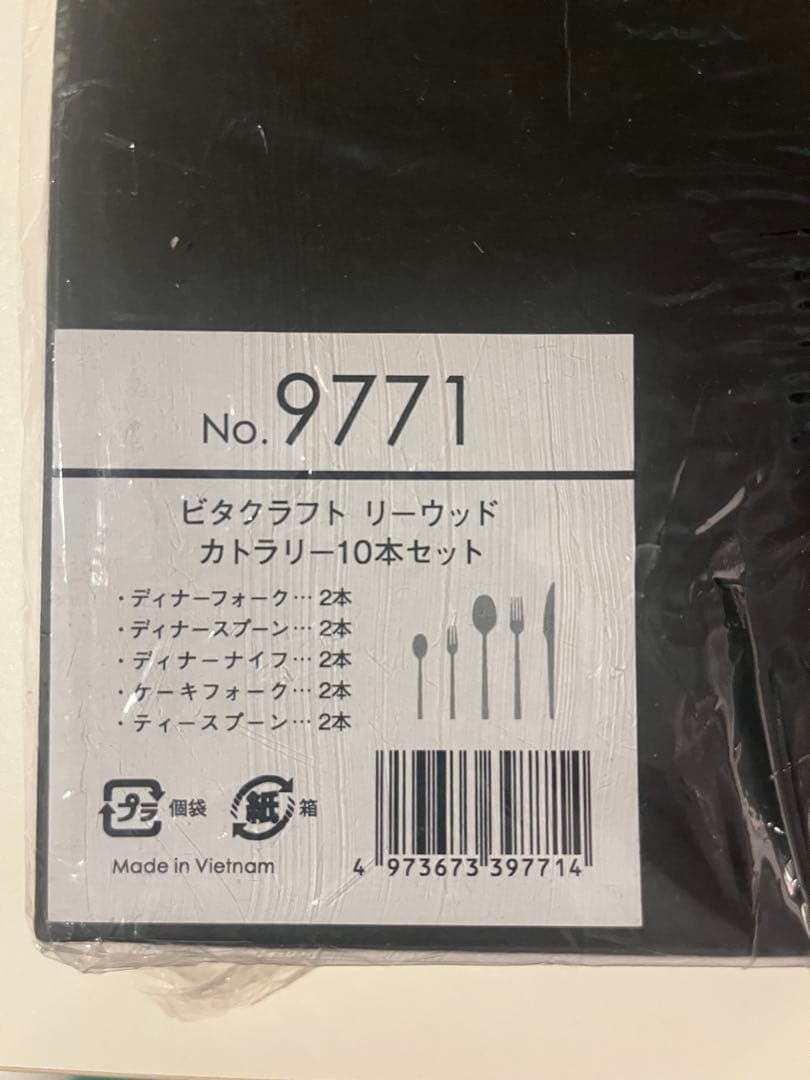 No. 9771
ビタクラフト リーウッド
カトラリー10本セット
・ディナーフォーク…2本
・ディナースプーン…2本
・ディナーナイフ…2本
・ケーキフォーク…2本
・ティースプーン…2本
プラ 個袋 紙 箱
Made in Vietnam
4 973673 397714